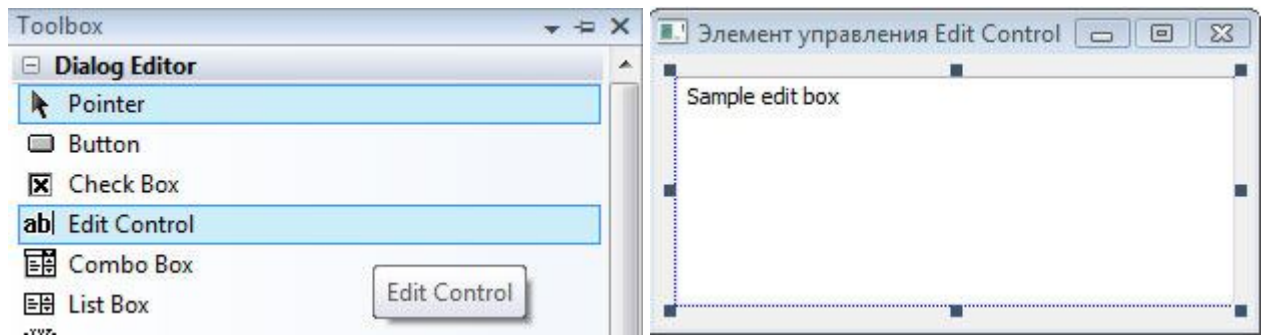 Toolbox
Dialog Editor
Pointer
Button
Check Box
ab Edit Control
Combo Box
List Box
Edit Control
Элемент управления Edit Control
Sample edit box